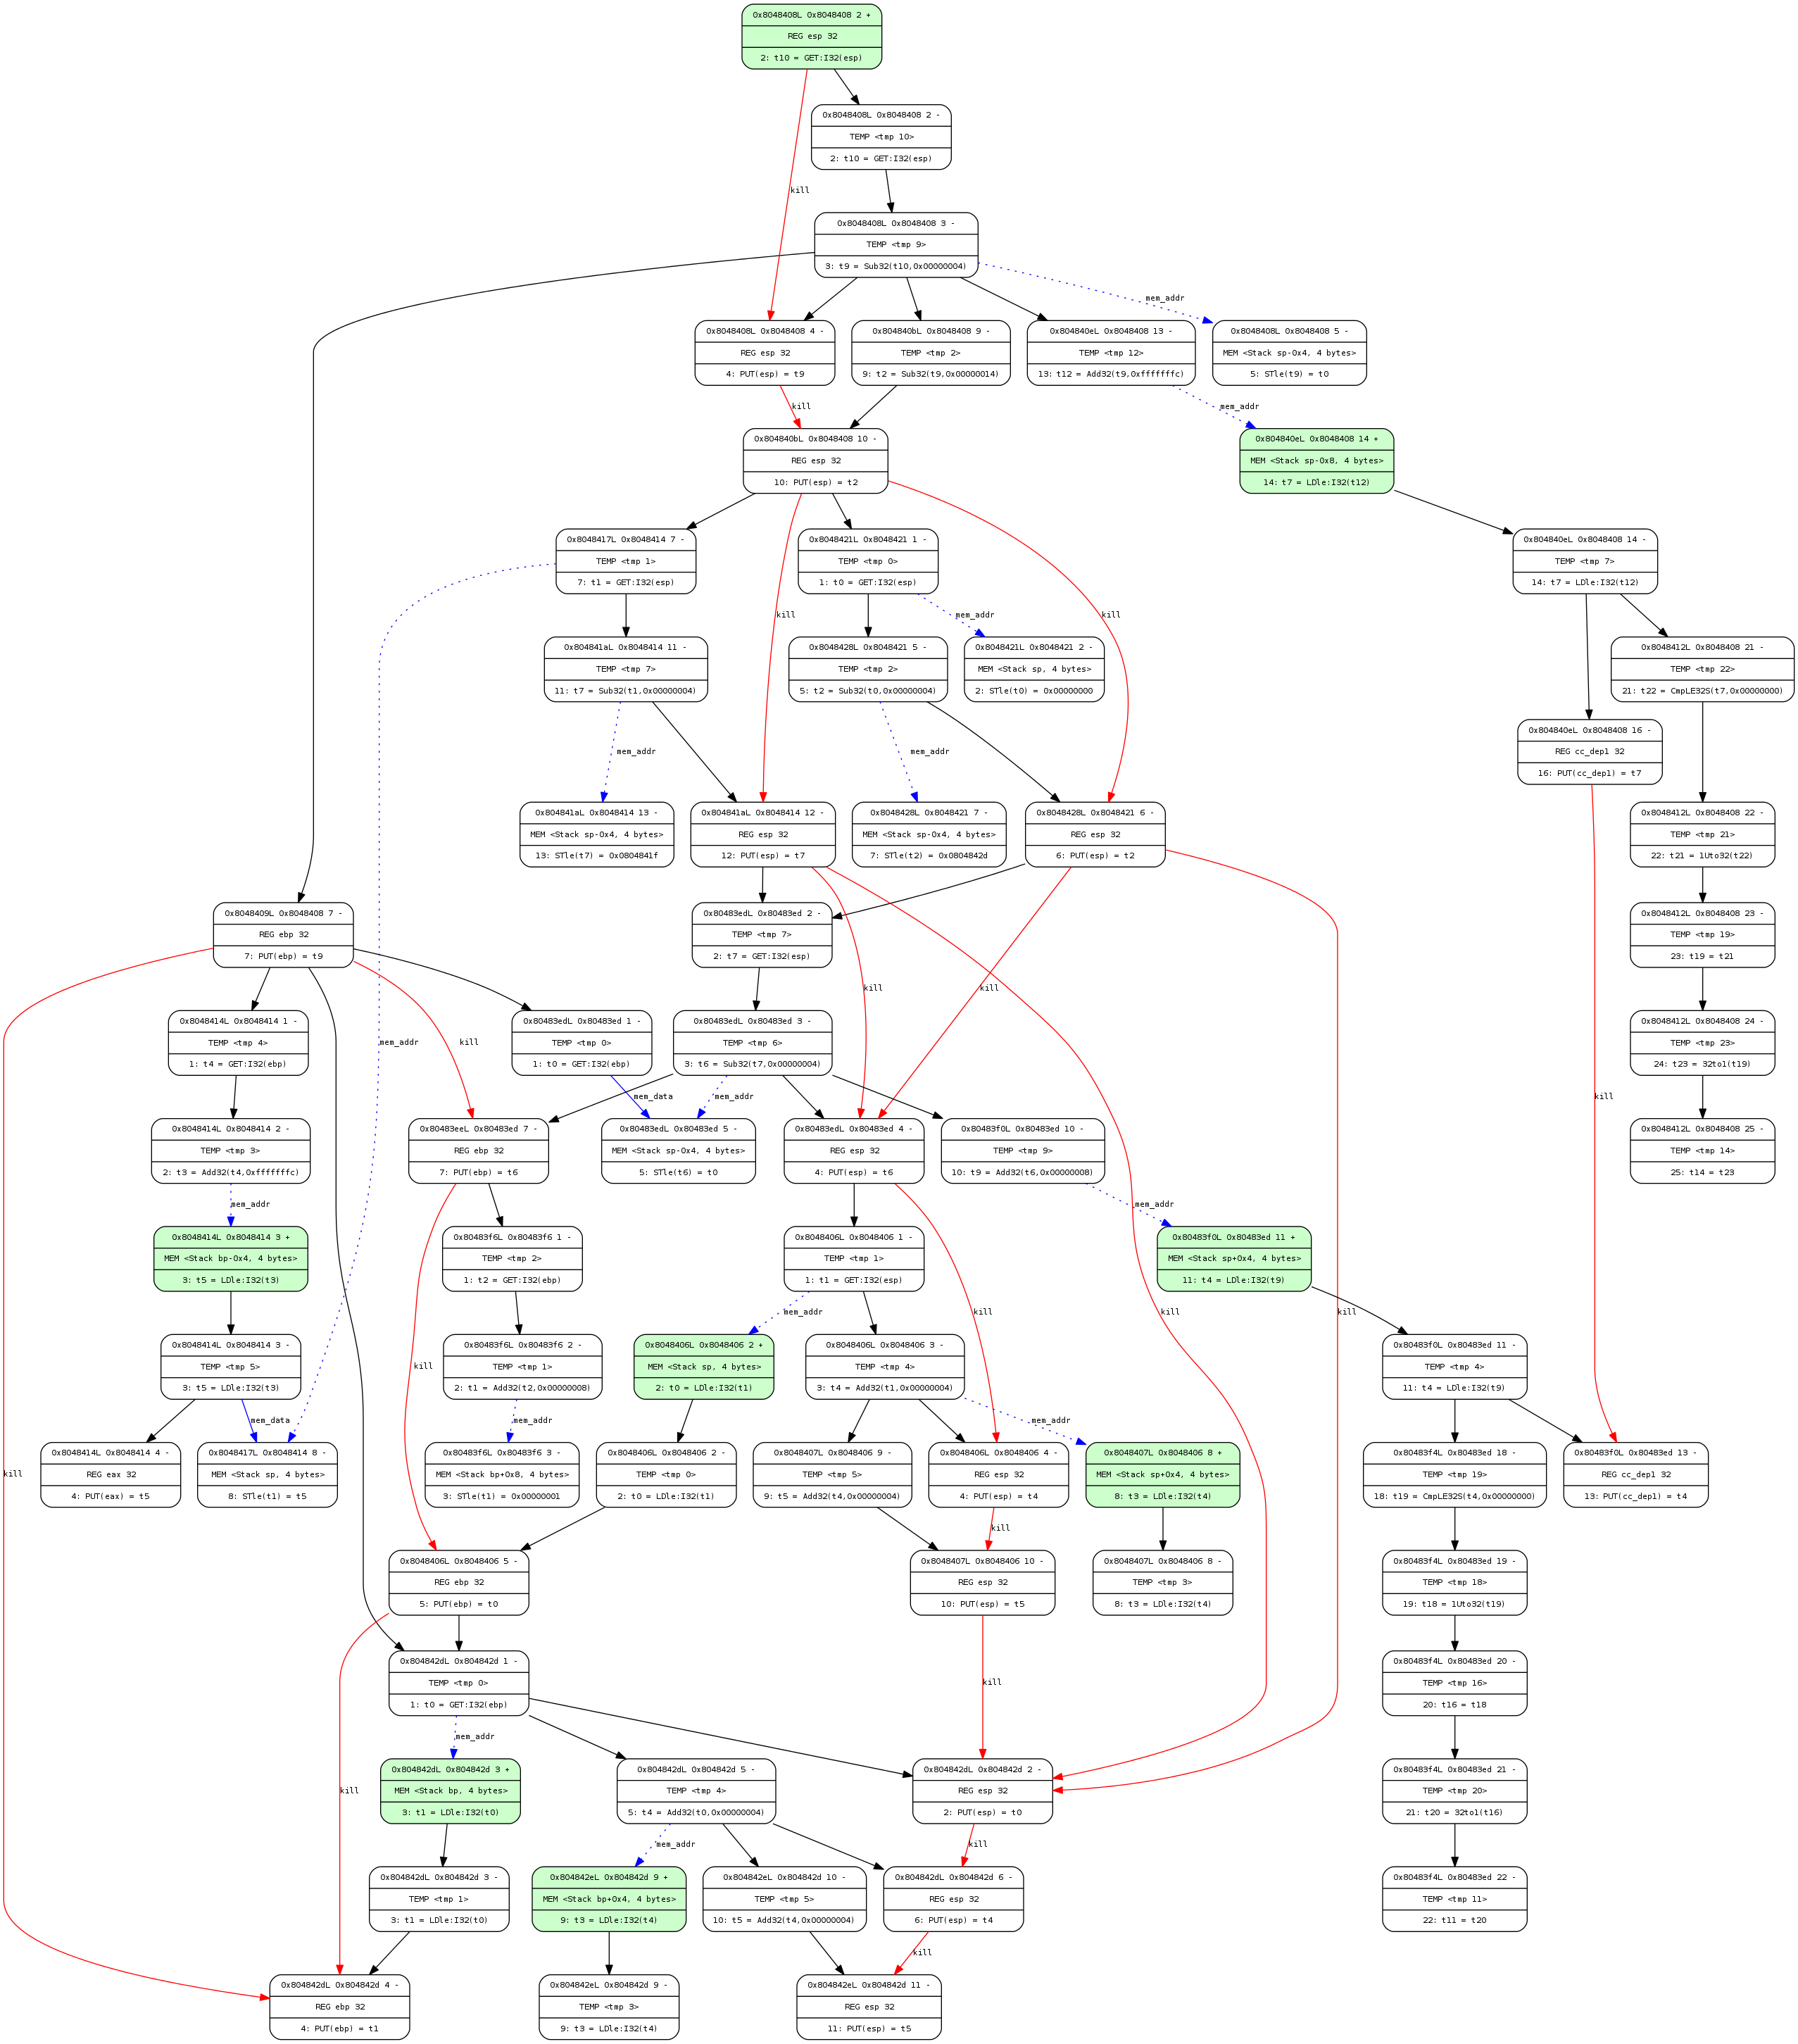 0x8048408L 0x8048408 2 +
REG esp 32
2: t10 = GET:I32(esp)
0x8048408L 0x8048408 2 -
TEMP <tmp 10>
2: t10 = GET:I32(esp)
kill
0x8048408L 0x8048408 3 -
TEMP <tmp 9>
3: t9 = Sub32(t10,0x00000004)
mem_addr
0x8048408L 0x8048408 4 -
REG esp 32
4: PUT(esp) = t9
0x804840bL 0x8048408 9 -
TEMP <tmp 2>
9: t2 = Sub32(t9,0x00000014)
0x804840eL 0x8048408 13 -
TEMP <tmp 12>
13: t12 = Add32(t9,0xfffffffc)
0x8048408L 0x8048408 5 -
MEM <Stack sp-0x4, 4 bytes>
5: STle(t9) = t0
kill
mem_addr
0x804840bL 0x8048408 10 -
REG esp 32
10: PUT(esp) = t2
0x804840eL 0x8048408 14 +
MEM <Stack sp-0x8, 4 bytes>
14: t7 = LDle:I32(t12)
0x8048417L 0x8048414 7 -
TEMP <tmp 1>
7: t1 = GET:I32(esp)
0x8048421L 0x8048421 1 -
TEMP <tmp 0>
1: t0 = GET:I32(esp)
0x804840eL 0x8048408 14 -
TEMP <tmp 7>
14: t7 = LDle:I32(t12)
kill
mem_addr
kill
0x804841aL 0x8048414 11 -
TEMP <tmp 7>
11: t7 = Sub32(t1,0x00000004)
0x8048428L 0x8048421 5 -
TEMP <tmp 2>
5: t2 = Sub32(t0,0x00000004)
0x8048421L 0x8048421 2 -
MEM <Stack sp, 4 bytes>
2: STle(t0) = 0x00000000
0x8048412L 0x8048408 21 -
TEMP <tmp 22>
21: t22 = CmpLE32S(t7,0x00000000)
mem_addr
mem_addr
0x804840eL 0x8048408 16 -
REG cc_dep1 32
16: PUT(cc_dep1) = t7
0x804841aL 0x8048414 13 -
MEM <Stack sp-0x4, 4 bytes>
13: STle(t7) = 0x0804841f
0x804841aL 0x8048414 12 -
REG esp 32
12: PUT(esp) = t7
0x8048428L 0x8048421 7 -
MEM <Stack sp-0x4, 4 bytes>
7: STle(t2) = 0x0804842d
0x8048428L 0x8048421 6 -
REG esp 32
6: PUT(esp) = t2
0x8048412L 0x8048408 22 -
TEMP <tmp 21>
22: t21 = 1Uto32(t22)
0x8048409L 0x8048408 7 -
REG ebp 32
7: PUT(ebp) = t9
0x80483edL 0x80483ed 2 -
TEMP <tmp 7>
2: t7 = GET:I32(esp)
0x8048412L 0x8048408 23 -
TEMP <tmp 19>
23: t19 = t21
kill
kill
0x8048414L 0x8048414 1 -
TEMP <tmp 4>
1: t4 = GET:I32(ebp)
mem_addr
kill
0x80483edL 0x80483ed 1 -
TEMP <tmp 0>
1: t0 = GET:I32(ebp)
0x80483edL 0x80483ed 3 -
TEMP <tmp 6>
3: t6 = Sub32(t7,0x00000004)
0x8048412L 0x8048408 24 -
TEMP <tmp 23>
24: t23 = 32to1(t19)
mem_data
mem_addr
kill
0x8048414L 0x8048414 2 -
TEMP <tmp 3>
2: t3 = Add32(t4,0xfffffffc)
0x80483eeL 0x80483ed 7 -
REG ebp 32
7: PUT(ebp) = t6
0x80483edL 0x80483ed 5 -
MEM <Stack sp-0x4, 4 bytes>
5: STle(t6) = t0
0x80483edL 0x80483ed 4 -
REG esp 32
4: PUT(esp) = t6
0x80483f0L 0x80483ed 10 -
TEMP <tmp 9>
10: t9 = Add32(t6,0x00000008)
0x8048412L 0x8048408 25 -
TEMP <tmp 14>
25: t14 = t23
mem_addr
mem_addr
0x8048414L 0x8048414 3 +
MEM <Stack bp-0x4, 4 bytes>
3: t5 = LDle:I32(t3)
0x80483f6L 0x80483f6 1 -
TEMP <tmp 2>
1: t2 = GET:I32(ebp)
0x8048406L 0x8048406 1 -
TEMP <tmp 1>
1: t1 = GET:I32(esp)
0x80483f0L 0x80483ed 11 +
MEM <Stack sp+0x4, 4 bytes>
11: t4 = LDle:I32(t9)
mem_addr
kill
kill
kill
0x8048414L 0x8048414 3 -
TEMP <tmp 5>
3: t5 = LDle:I32(t3)
kill
0x80483f6L 0x80483f6 2 -
TEMP <tmp 1>
2: t1 = Add32(t2,0x00000008)
0x8048406L 0x8048406 2 +
MEM <Stack sp, 4 bytes>
2: t0 = LDle:I32(t1)
0x8048406L 0x8048406 3 -
TEMP <tmp 4>
3: t4 = Add32(t1,0x00000004)
0x80483f0L 0x80483ed 11 -
TEMP <tmp 4>
11: t4 = LDle:I32(t9)
mem_data
mem_addr
mem_addr
kill
0x8048414L 0x8048414 4 -
REG eax 32
4: PUT(eax) = t5
0x8048417L 0x8048414 8 -
MEM <Stack sp, 4 bytes>
8: STle(t1) = t5
0x80483f6L 0x80483f6 3 -
MEM <Stack bp+0x8, 4 bytes>
3: STle(t1) = 0x00000001
0x8048406L 0x8048406 2 -
TEMP <tmp 0>
2: t0 = LDle:I32(t1)
0x8048407L 0x8048406 9 -
TEMP <tmp 5>
9: t5 = Add32(t4,0x00000004)
0x8048406L 0x8048406 4 -
REG esp 32
4: PUT(esp) = t4
0x8048407L 0x8048406 8 +
MEM <Stack sp+0x4, 4 bytes>
8: t3 = LDle:I32(t4)
0x80483f4L 0x80483ed 18 -
TEMP <tmp 19>
18: t19 = CmpLE32S(t4,0x00000000)
0x80483f0L 0x80483ed 13 -
REG cc_dep1 32
13: PUT(cc_dep1) = t4
kill
0x8048406L 0x8048406 5 -
REG ebp 32
5: PUT(ebp) = t0
0x8048407L 0x8048406 10 -
REG esp 32
10: PUT(esp) = t5
0x8048407L 0x8048406 8 -
TEMP <tmp 3>
8: t3 = LDle:I32(t4)
0x80483f4L 0x80483ed 19 -
TEMP <tmp 18>
19: t18 = 1Uto32(t19)
0x804842dL 0x804842d 1 -
TEMP <tmp 0>
1: t0 = GET:I32(ebp)
kill
0x80483f4L 0x80483ed 20 -
TEMP <tmp 16>
20: t16 = t18
mem_addr
kill
0x804842dL 0x804842d 3 +
MEM <Stack bp, 4 bytes>
3: t1 = LDle:I32(t0)
0x804842dL 0x804842d 5 -
TEMP <tmp 4>
5: t4 = Add32(t0,0x00000004)
0x804842dL 0x804842d 2 -
REG esp 32
2: PUT(esp) = t0
0x80483f4L 0x80483ed 21 -
TEMP <tmp 20>
21: t20 = 32to1(t16)
mem_addr
kill
0x804842dL 0x804842d 3 -
TEMP <tmp 1>
3: t1 = LDle:I32(t0)
0x804842eL 0x804842d 9 +
MEM <Stack bp+0x4, 4 bytes>
9: t3 = LDle:I32(t4)
0x804842eL 0x804842d 10 -
TEMP <tmp 5>
10: t5 = Add32(t4,0x00000004)
0x804842dL 0x804842d 6 -
REG esp 32
6: PUT(esp) = t4
0x80483f4L 0x80483ed 22 -
TEMP <tmp 11>
22: t11 = t20
kill
0x804842dL 0x804842d 4 -
REG ebp 32
4: PUT(ebp) = t1
0x804842eL 0x804842d 9 -
TEMP <tmp 3>
9: t3 = LDle:I32(t4)
0x804842eL 0x804842d 11 -
REG esp 32
11: PUT(esp) = t5